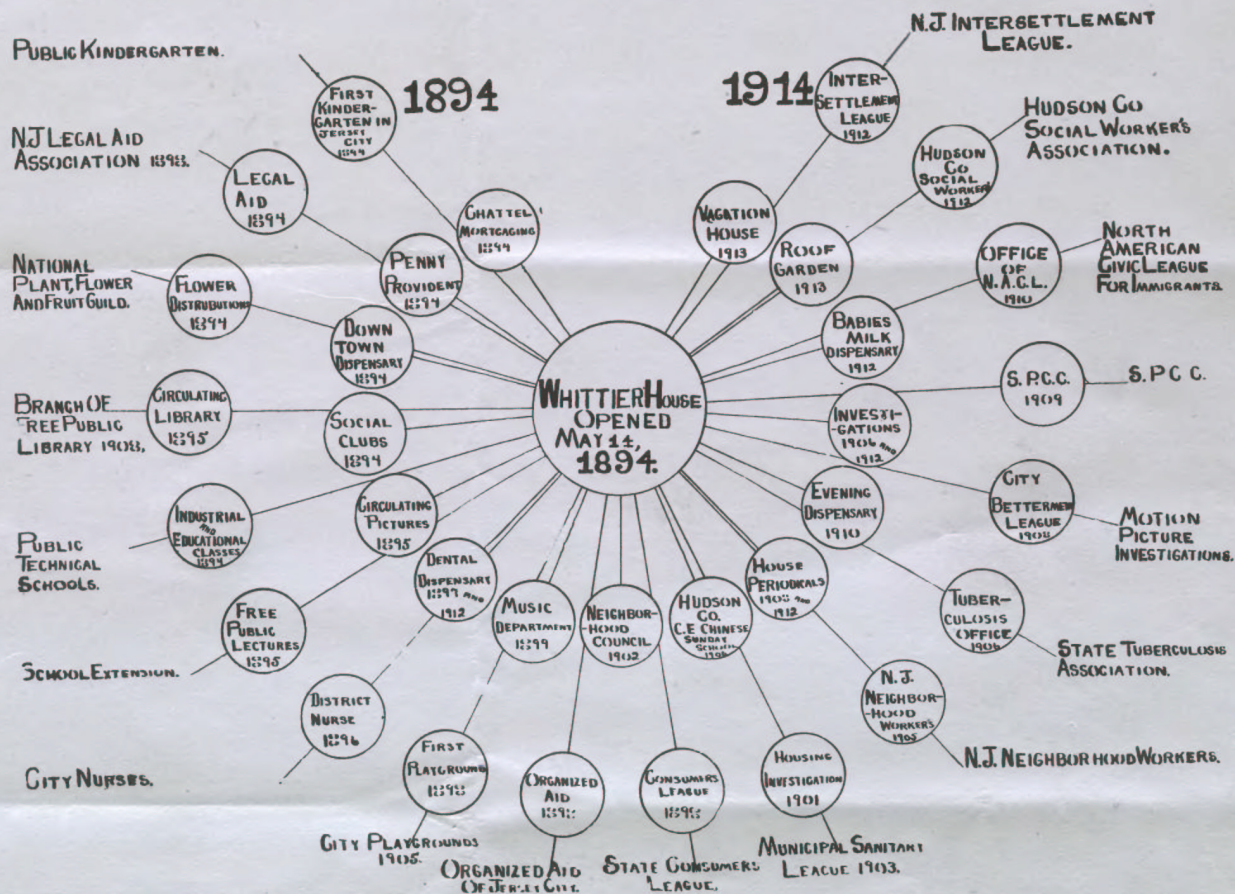 PUBLIC KINDERGARTEN.
FIRST
KINDER-
GARTEN IN
JERSEY
CITY
1894
1894
1914
INTER-
SETTLEMENT
LEAGUE
1912
N.J. INTERSETTLEMENT
LEAGUE.
N.J LEGAL AID
ASSOCIATION 1898.
LEGAL
AID
1894
CHATTEL
MORTGAGING
1894
VACATION
HOUSE
1913
HUDSON
CO
SOCIAL
WORKER
1912
HUDSON CO
SOCIAL WORKER'S
ASSOCIATION.
NATIONAL
PLANT, FLOWER
AND FRUIT GUILD.
FLOWER
DISTRUBUTION
1894
PENNY
PROVIDENT
1894
ROOF
GARDEN
1913
OFFICE
OF
N.A.C.L.
1910
NORTH
AMERICAN
CIVIC LEAGUE
FOR IMMIGRANTS.
DOWN
TOWN
DISPENSARY
1894
BABIES
MILK
DISPENSARY
1912
BRANCH OF
FREE PUBLIC
LIBRARY 1908,
CIRCULATING
LIBRARY
1895
SOCIAL
CLUBS
1894
WHITTIER HOUSE
OPENED
MAY 14,
1894.
INVESTI-
-GATIONS
1906 AND
1912
S.P.C.C.
1909
S.P C C.
PUBLIC
TECHNICAL
SCHOOLS.
INDUSTRIAL
AND
EDUCATIONAL
CLASSES
1894
CIRCULATING
PICTURES
1895
EVENING
DISPENSARY
1910
CITY
BETTERMEN
LEAGUE
1908
MOTION
PICTURE
INVESTIGATIONS.
SCHOOL EXTENSION.
FREE
PUBLIC
LECTURES
1895
DENTAL
DISPENSARY
1897 AND
1912
MUSIC
DEPARTMENT
1899
NEIGHBOR-
-HOOD
COUNCIL
1902
HUDSON
CO.
C.E CHINESE
SUNDAY
SCHOOL
1906
HOUSE
PERIODICALS
1908 AND
1912
TUBER-
CULOSIS
OFFICE
1906
STATE TUBERCULOSIS
ASSOCIATION.
CITY NURSES.
DISTRICT
NURSE
1896
FIRST
PLAYGROUND
1898
CITY PLAYGROUNDS
1905.
ORGANIZED
AID
1898
ORGANIZED AID
OF JERSEY CITY.
CONSUMERS
LEAGUE
1898
STATE CONSUMERS
LEAGUE.
HOUSING
INVESTIGATION
1901
MUNICIPAL SANITARY
LEAGUE 1903.
N.J.
NEIGHBOR-
-HOOD
WORKER'S
1905
N.J. NEIGHBORHOOD WORKERS.